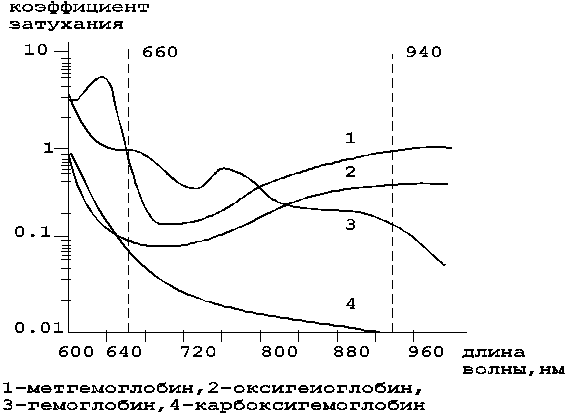 коэффициент
затухания
10
660
940
1
1
2
3
0.1
4
0.01
600 640 720 800 880 960 длина
волны,нм
1-метгемоглобин,2-оксигеиоглобин,
3-гемоглобин,4-карбоксигемоглобин